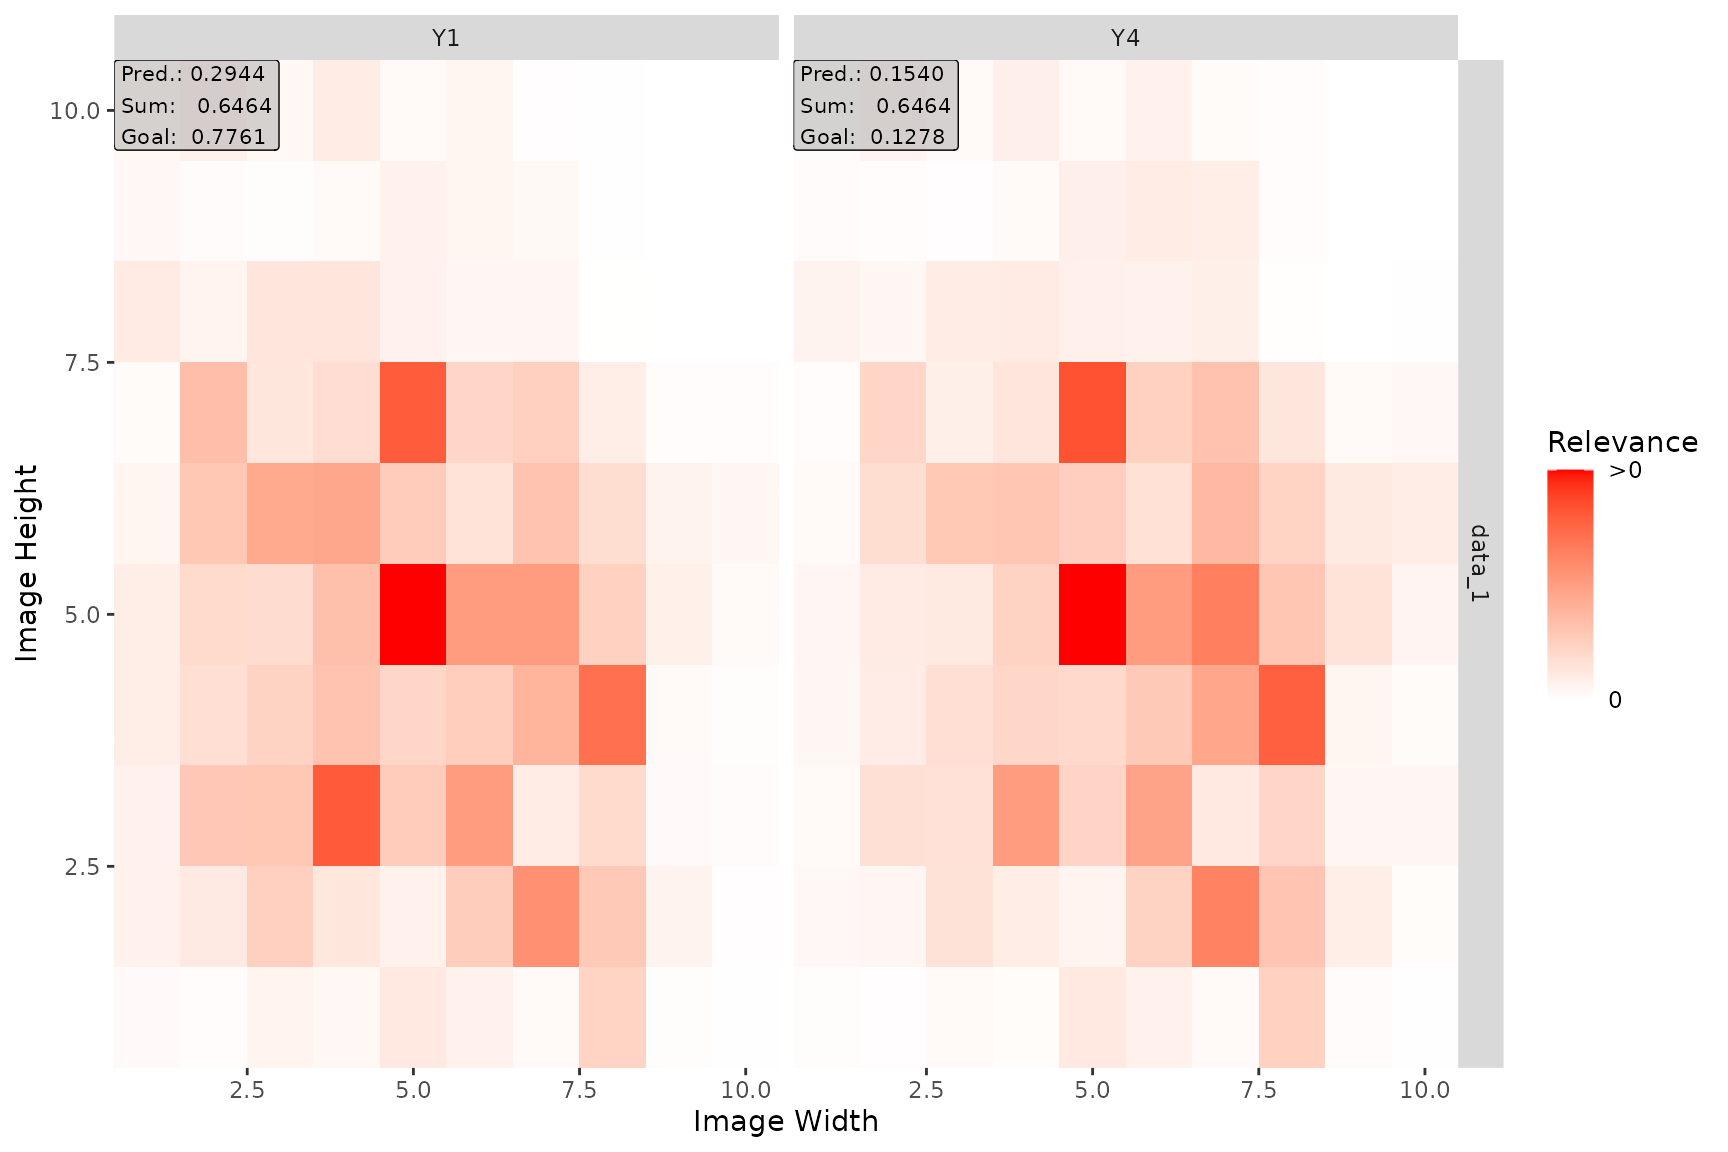 Y1
Y4
Pred.: 0.2944
Sum: 0.6464
Goal: 0.7761
Pred.: 0.1540
Sum: 0.6464
Goal: 0.1278
10.0
7.5
5.0
2.5
Image Height
data_1
Relevance
>0
0
2.5
5.0
7.5
10.0
2.5
5.0
7.5
10.0
Image Width